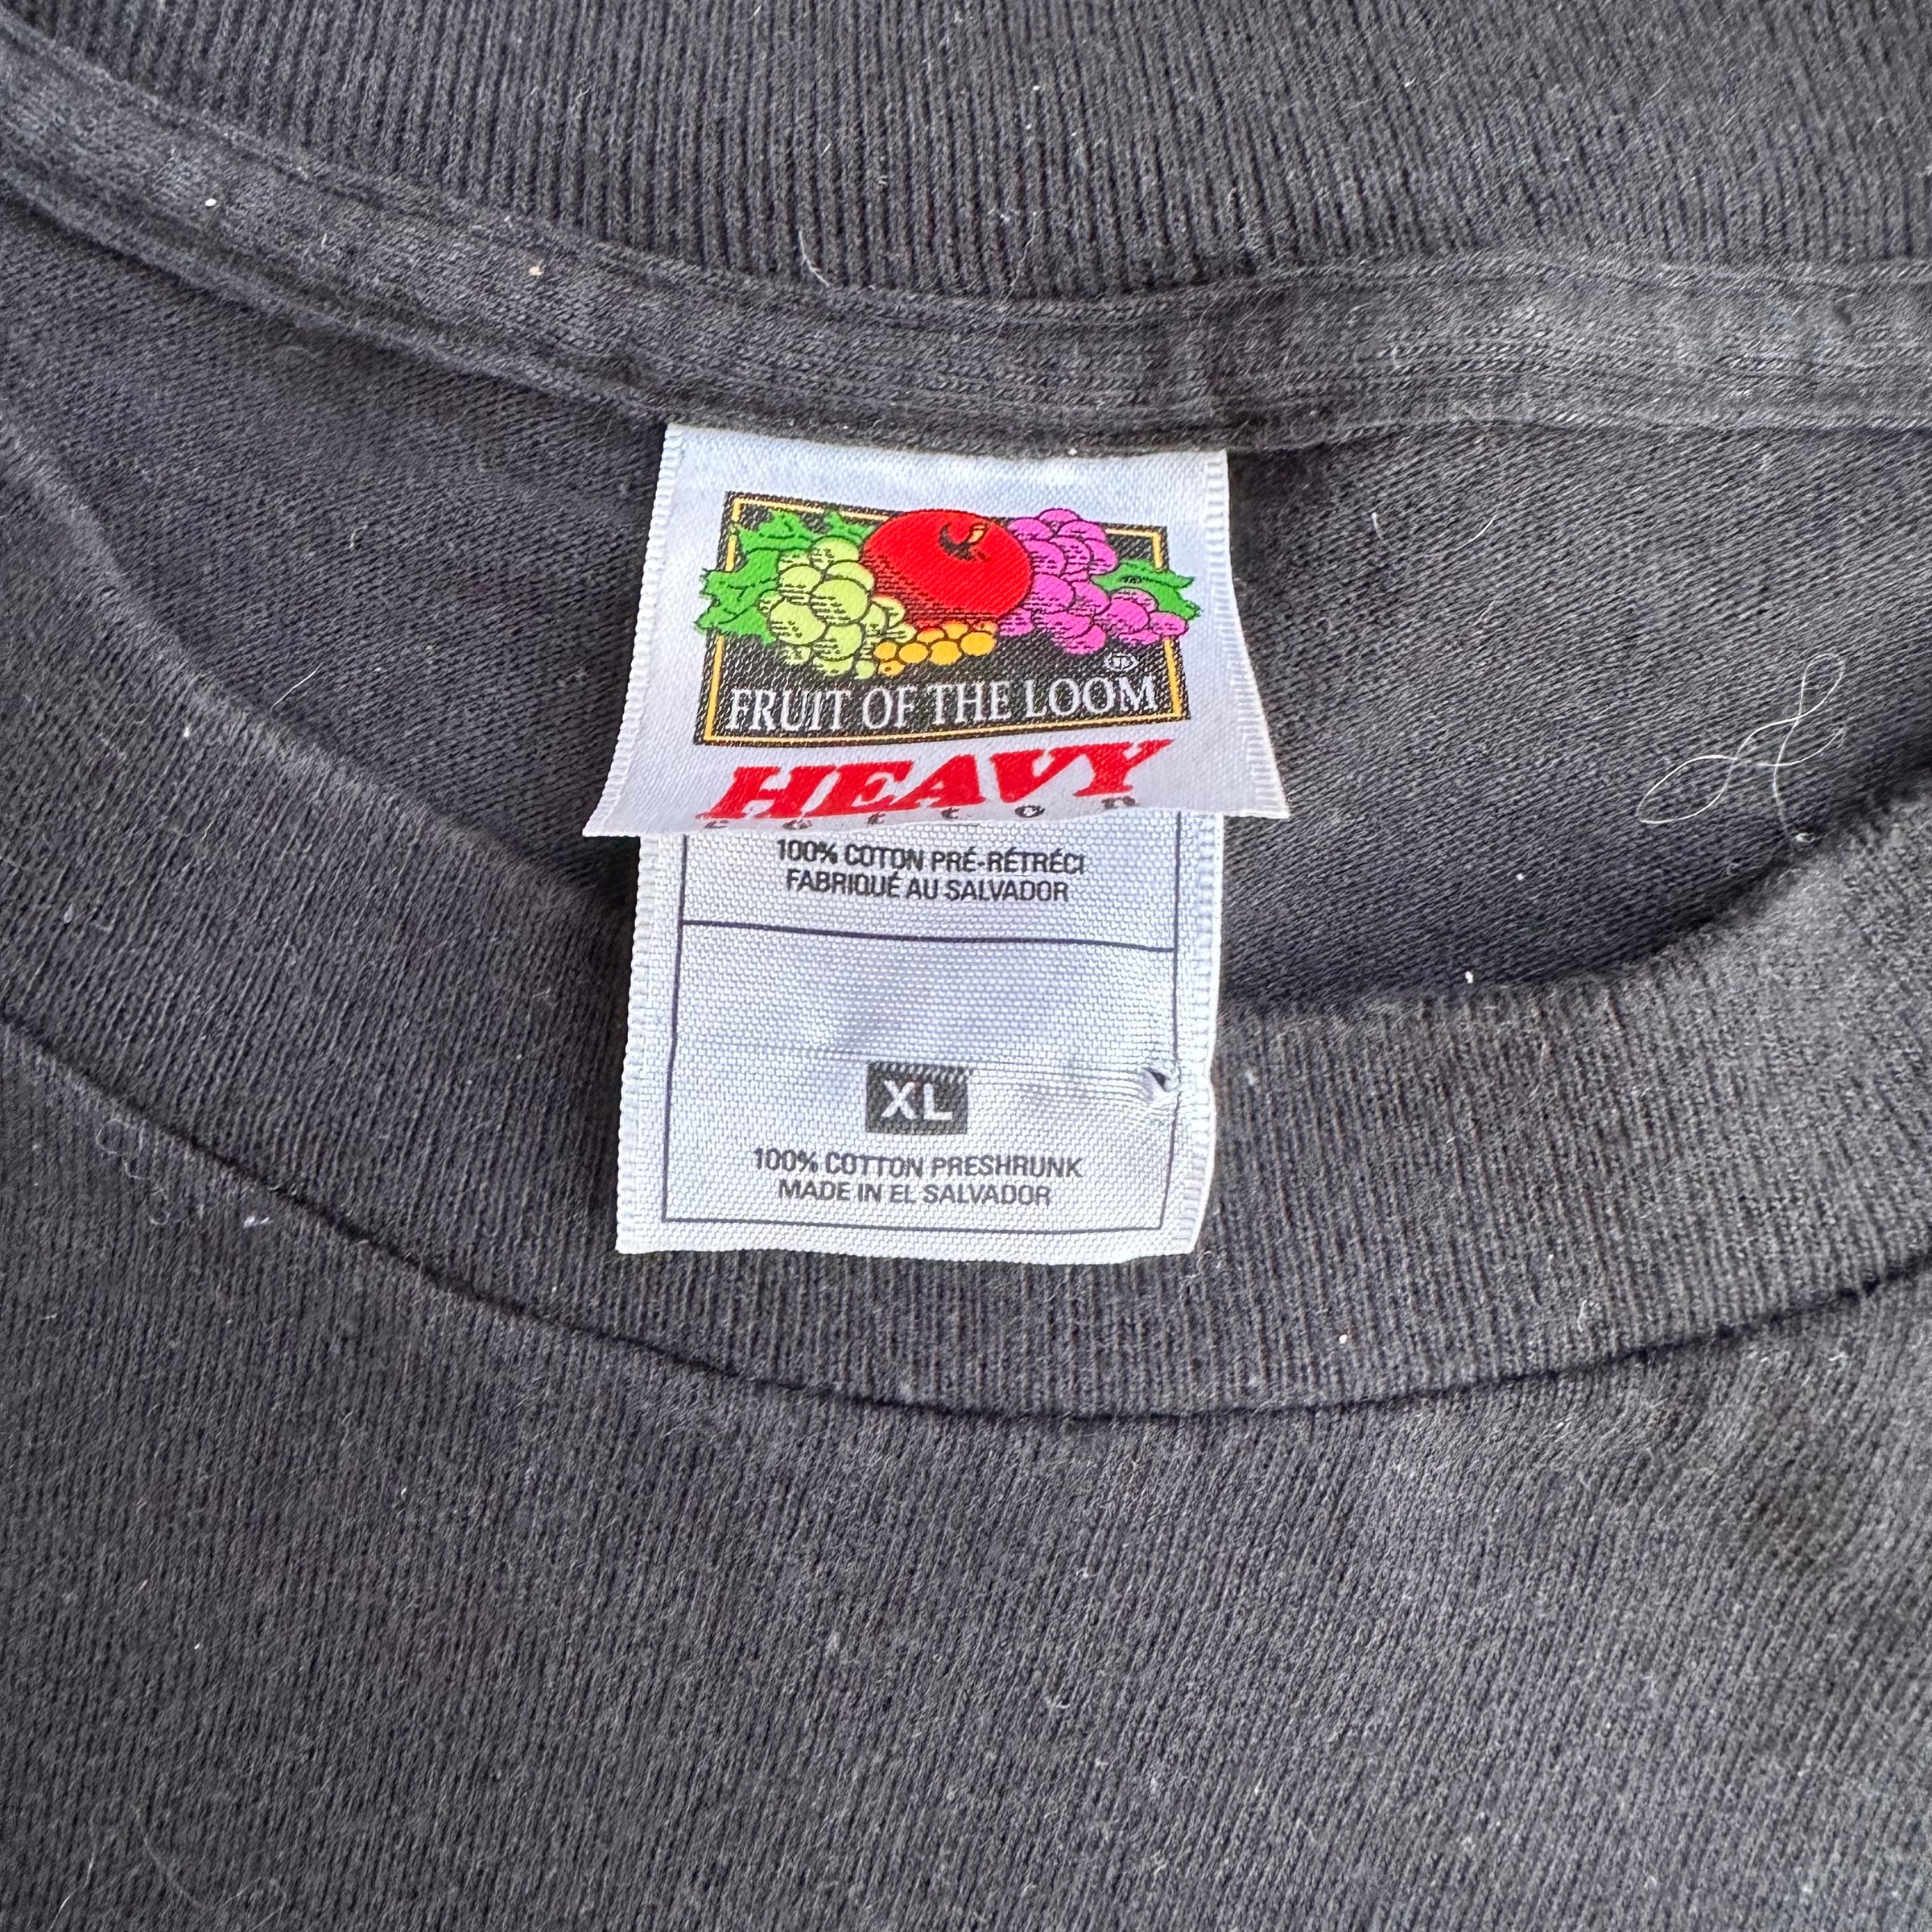 FRUIT OF THE LOOM
HEAVY
cotton
100% COTON PRÉ-RÉTRÉCI
FABRIQUÉ AU SALVADOR
XL
100% COTTON PRESHRUNK
MADE IN EL SALVADOR